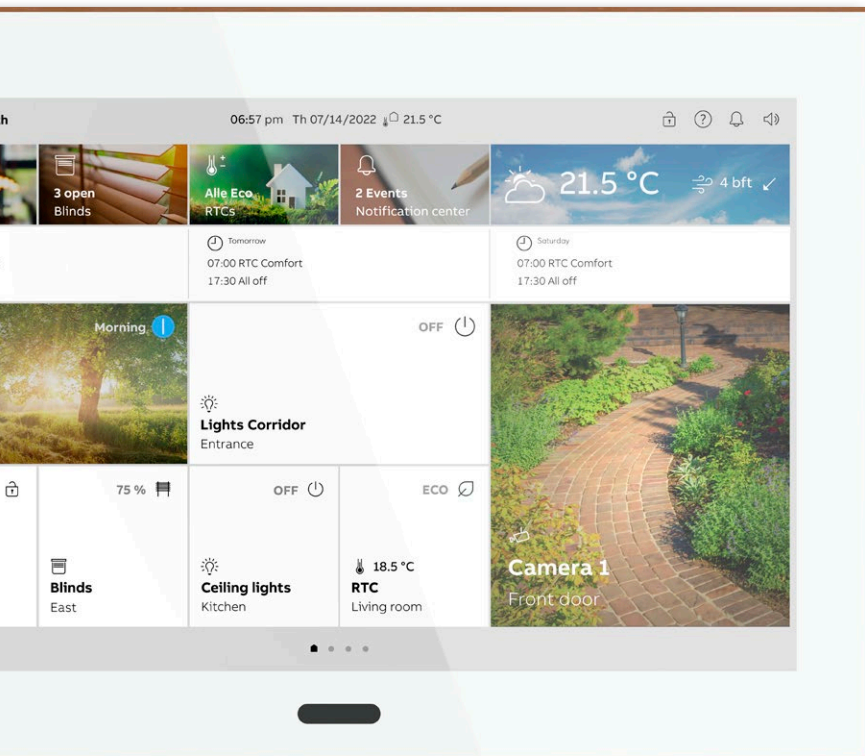 h
06:57 pm Th 07/14/2022 21.5 °C
3 open
Blinds
Alle Eco
RTCs
2 Events
Notification center
21.5 °C 4 bft
Tomorrow
07:00 RTC Comfort
17:30 All off
Saturday
07:00 RTC Comfort
17:30 All off
Morning
OFF
Lights Corridor
Entrance
75 %
Blinds
East
OFF
Ceiling lights
Kitchen
ECO
18.5 °C
RTC
Living room
Camera 1
Front door